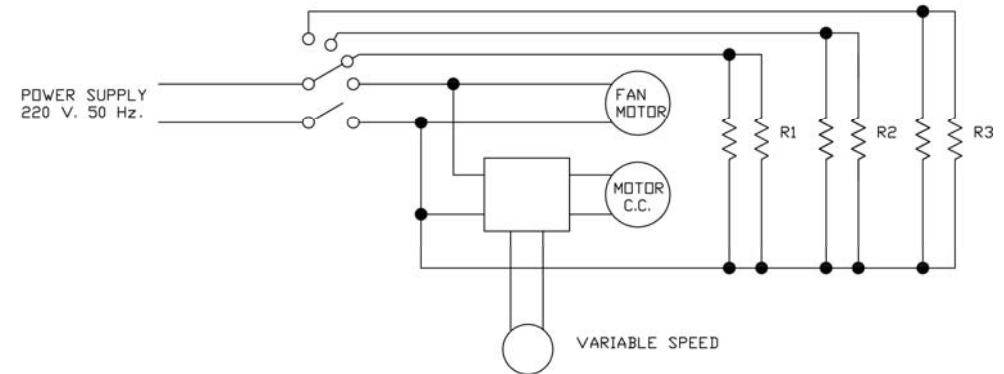 POWER SUPPLY
220 V. 50 Hz.
FAN
MOTOR
R1
R2
R3
MOTOR
C.C.
VARIABLE SPEED